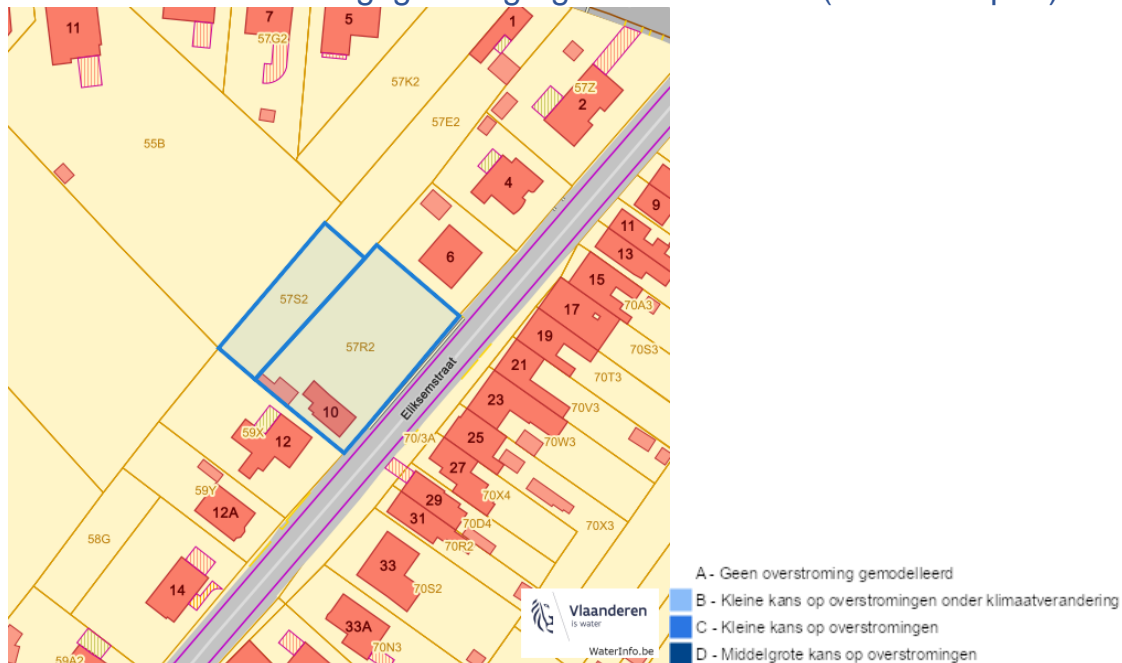 11
7
5
1
57G2
57K2
57Z
2
57E2
55B
4
9
11
13
6
15
57S2
17
70A3
19
70S3
57R2
21
70T3
23
Eliksemstraat
70V3
10
59X
12
70/3A
25
70W3
27
59Y
29
70X4
12A
31
70D4
70X3
58G
70R2
33
14
70S2
33A
70N3
59A2
Vlaanderen
is water
WaterInfo.be
A - Geen overstroming gemodelleerd
B - Kleine kans op overstromingen onder klimaatverandering
C - Kleine kans op overstromingen
D - Middelgrote kans op overstromingen